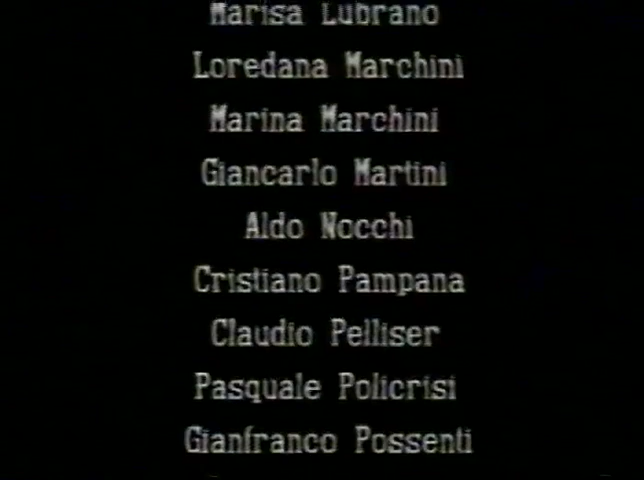 Marisa Lubrano
Loredana Marchini
Marina Marchini
Giancarlo Martini
Aldo Nocchi
Cristiano Pampana
Claudio Pelliser
Pasquale Policrisi
Gianfranco Possenti